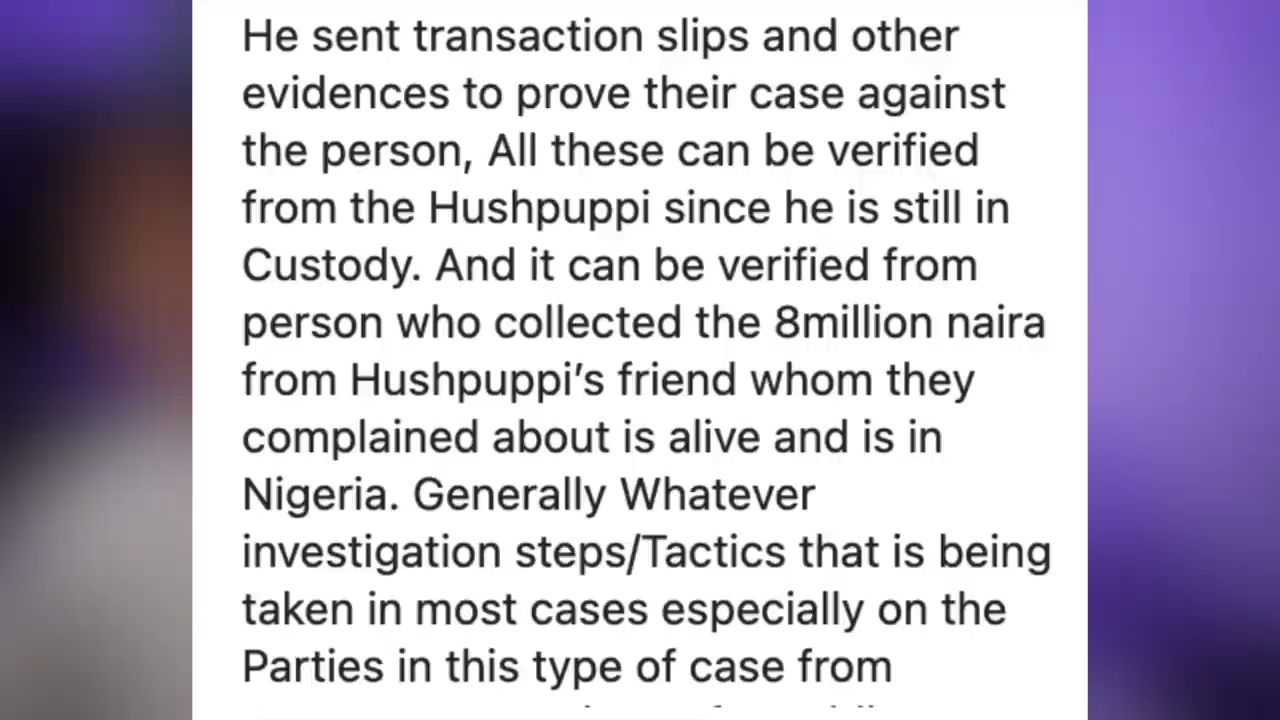 He sent transaction slips and other
evidences to prove their case against
the person, All these can be verified
from the Hushpuppi since he is still in
Custody. And it can be verified from
person who collected the 8million naira
from Hushpuppi’s friend whom they
complained about is alive and is in
Nigeria. Generally Whatever
investigation steps/Tactics that is being
taken in most cases especially on the
Parties in this type of case from